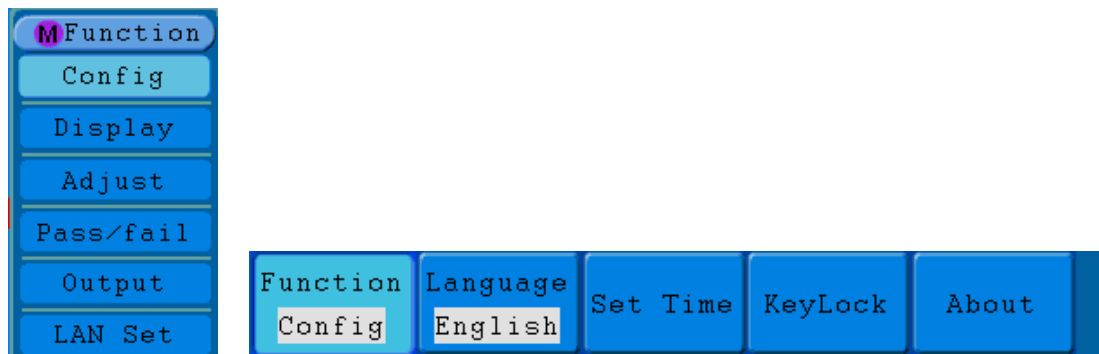 MFunction
Config
Display
Adjust
Pass/fail
Output
LAN Set
Function Language Set Time KeyLock About
Config English